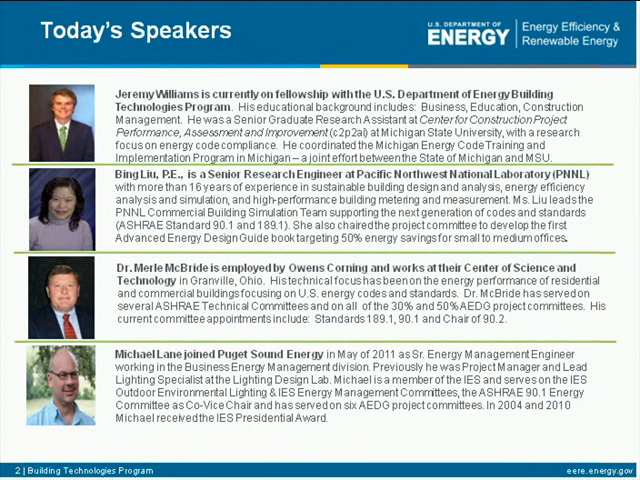 Today's Speakers
U.S. DEPARTMENT OF
ENERGY
Energy Efficiency &
Renewable Energy
Jeremy Williams is currently on fellowship with the U.S. Department of Energy Building
Technologies Program. His educational background includes: Business, Education, Construction
Management. He was a Senior Graduate Research Assistant at Center for Construction Project
Performance, Assessment and Improvement (c2p2ai) at Michigan State University, with a research
focus on energy code compliance. He coordinated the Michigan Energy Code Training and
Implementation Program in Michigan – a joint effort between the State of Michigan and MSU.
Bing Liu, P.E., is a Senior Research Engineer at Pacific Northwest National Laboratory (PNNL)
with more than 16 years of experience in sustainable building design and analysis, energy efficiency
analysis and simulation, and high-performance building metering and measurement. Ms. Liu leads the
PNNL Commercial Building Simulation Team supporting the next generation of codes and standards
(ASHRAE Standard 90.1 and 189.1). She also chaired the project committee to develop the first
Advanced Energy Design Guide book targeting 50% energy savings for small to medium offices.
Dr. Merle McBride is employed by Owens Corning and works at their Center of Science and
Technology in Granville, Ohio. His technical focus has been on the energy performance of residential
and commercial buildings focusing on U.S. energy codes and standards. Dr. McBride has served on
several ASHRAE Technical Committees and on all of the 30% and 50% AEDG project committees. His
current committee appointments include: Standards 189.1, 90.1 and Chair of 90.2.
Michael Lane joined Puget Sound Energy in May of 2011 as Sr. Energy Management Engineer
working in the Business Energy Management division. Previously he was Project Manager and Lead
Lighting Specialist at the Lighting Design Lab. Michael is a member of the IES and serves on the IES
Outdoor Environmental Lighting & IES Energy Management Committees, the ASHRAE 90.1 Energy
Committee as Co-Vice Chair and has served on six AEDG project committees. In 2004 and 2010
Michael received the IES Presidential Award.
2 | Building Technologies Program
eere.energy.gov